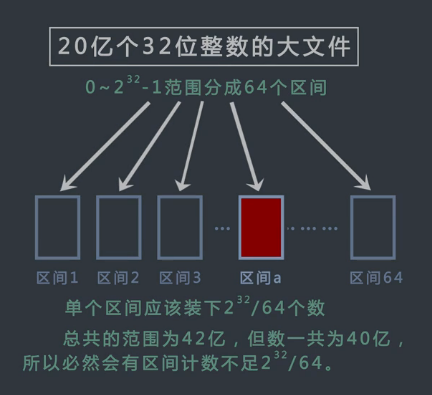 20亿个32位整数的大文件
0~2^32-1范围分成64个区间
区间1 区间2 区间3 … 区间a … … … 区间64
单个区间应该装下2^32/64个数
总共的范围为42亿，但数一共为40亿，
所以必然会有区间计数不足2^32/64。